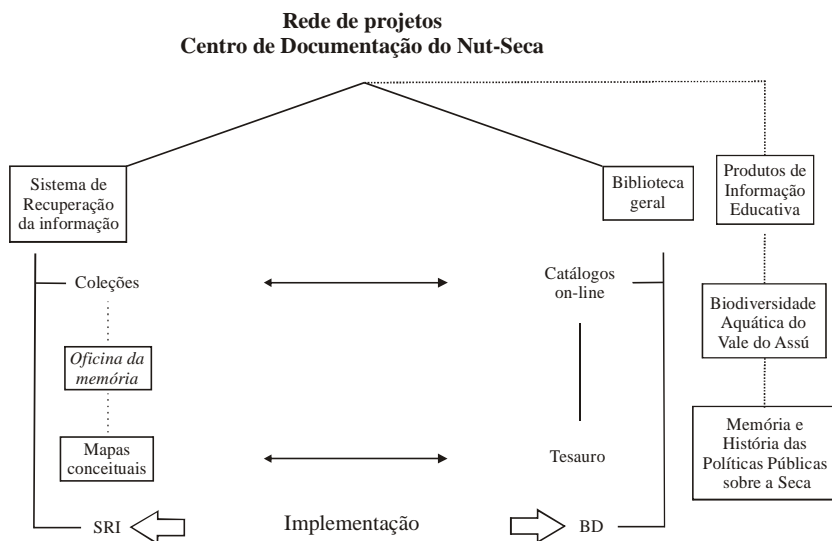 Rede de projetos
Centro de Documentação do Nut-Seca
Sistema de
Recuperação
da informação
Biblioteca
geral
Produtos de
Informação
Educativa
Coleções
Catálogos
on-line
Biodiversidade
Aquática do
Vale do Assú
Oficina da
memória
Mapas
conceituais
Tesauro
Memória e
História das
Políticas Públicas
sobre a Seca
SRI
Implementação
BD